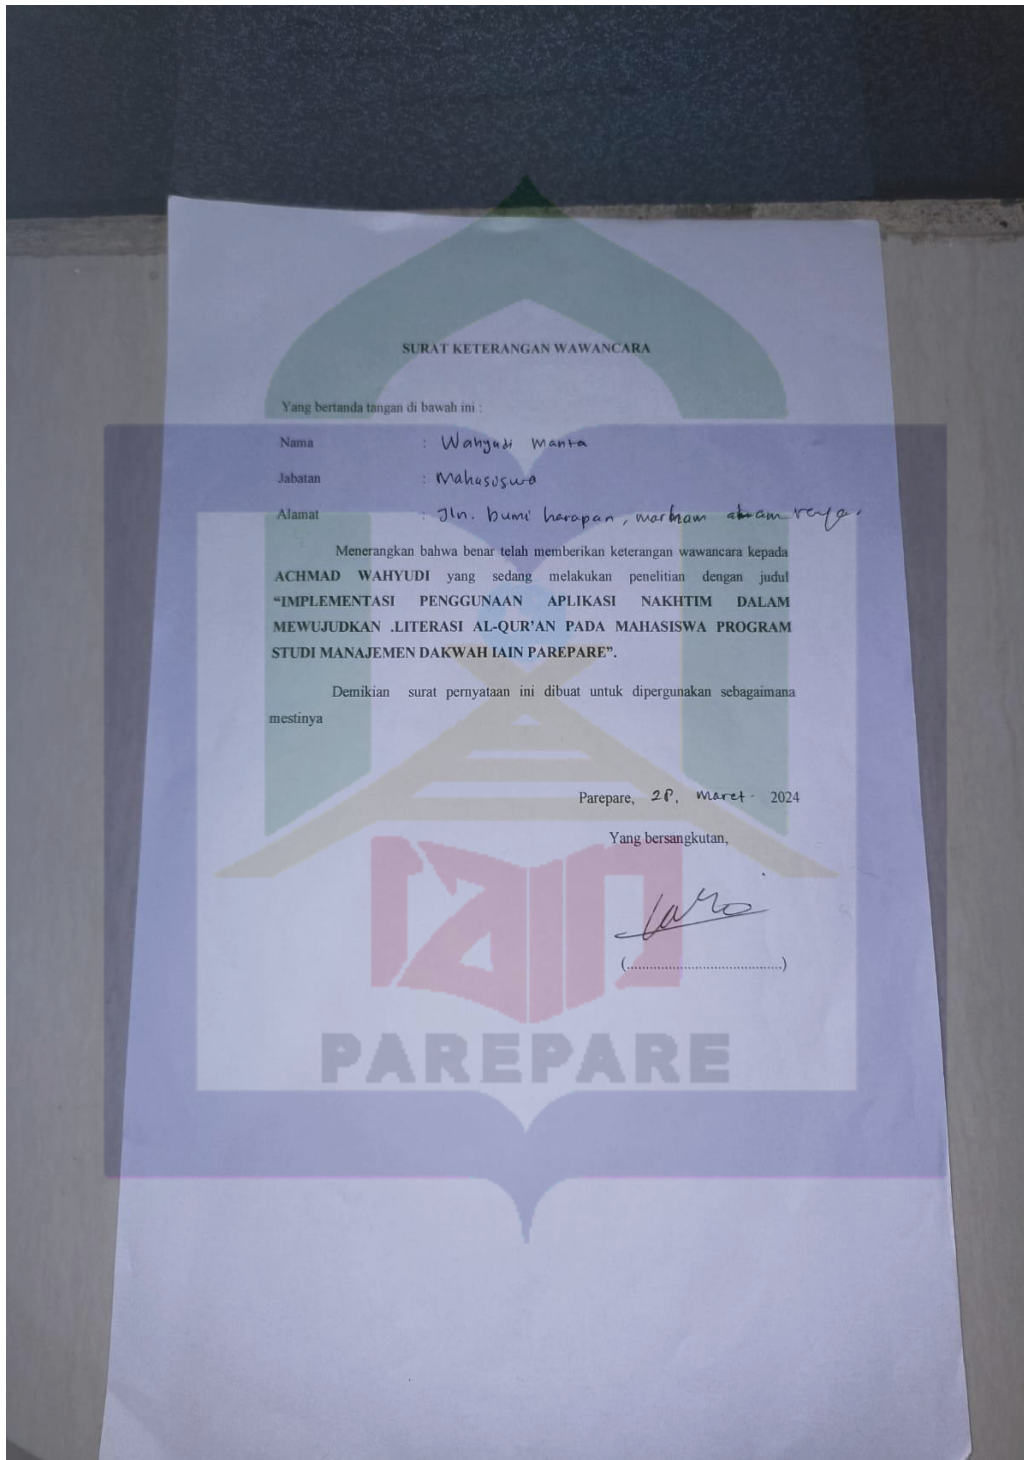 SURAT KETERANGAN WAWANCARA
Yang bertanda tangan di bawah ini :
Nama : Wahyudi Manta
Jabatan : Mahasiswa
Alamat : Jln. bumi harapan,
Menerangkan bahwa benar telah memberikan keterangan wawancara kepada
ACHMAD WAHYUDI yang sedang melakukan penelitian dengan judul
“IMPLEMENTASI PENGGUNAAN APLIKASI NAKHTIM DALAM
MEWUJUDKAN .LITERASI AL-QUR’AN PADA MAHASISWA PROGRAM
STUDI MANAJEMEN DAKWAH IAIN PAREPARE”.
Demikian surat pernyataan ini dibuat untuk dipergunakan sebagaimana
mestinya
Parepare, Maret 2024
Yang bersangkutan,
(........................................)
IAIN
PAREPARE